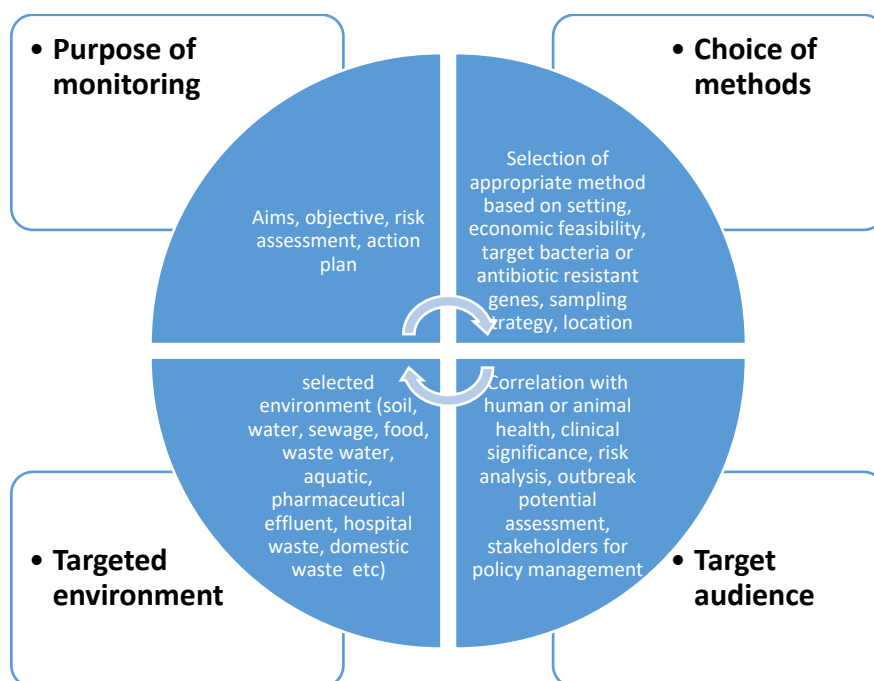 • Purpose of
monitoring
• Choice of
methods
Aims, objective, risk
assessment, action
plan
Selection of
appropriate method
based on setting,
economic feasibility,
target bacteria or
antibiotic resistant
genes, sampling
strategy, location
selected
environment (soil,
water, sewage, food,
waste water,
aquatic,
pharmaceutical
effluent, hospital
waste, domestic
waste etc)
Correlation with
human or animal
health, clinical
significance, risk
analysis, outbreak
potential
assessment,
stakeholders for
policy management
• Targeted
environment
• Target
audience